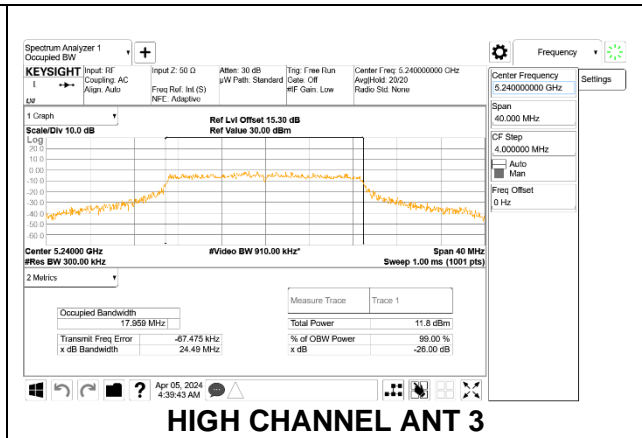 Spectrum Analyzer 1
Occupied BW
Frequency
KEYSIGHT
Input: RF
Coupling: AC
Align: Auto
Input Z: 50 Ω
Freq Ref: Int (S)
NFE: Adaptive
Atten: 30 dB
µW Path: Standard
Trig: Free Run
Gate: Off
#IF Gain: Low
Center Freq: 5.240000000 GHz
Avg|Hold: 20/20
Radio Std: None
Center Frequency
5.240000000 GHz
Settings
Span
40.000 MHz
CF Step
4.000000 MHz
Auto
Man
Freq Offset
0 Hz
1 Graph
Scale/Div 10.0 dB
Ref Lvl Offset 15.30 dB
Ref Value 30.00 dBm
Log
20.0
10.0
0.00
-10.0
-20.0
-30.0
-40.0
-50.0
-60.0
Center 5.24000 GHz
#Res BW 300.00 kHz
#Video BW 910.00 kHz*
Span 40 MHz
Sweep 1.00 ms (1001 pts)
2 Metrics
Measure Trace
Trace 1
Occupied Bandwidth
17.959 MHz
Total Power
11.8 dBm
Transmit Freq Error
-67.475 kHz
% of OBW Power
99.00 %
x dB Bandwidth
24.49 MHz
x dB
-26.00 dB
?
Apr 05, 2024
4:39:43 AM
HIGH CHANNEL ANT 3